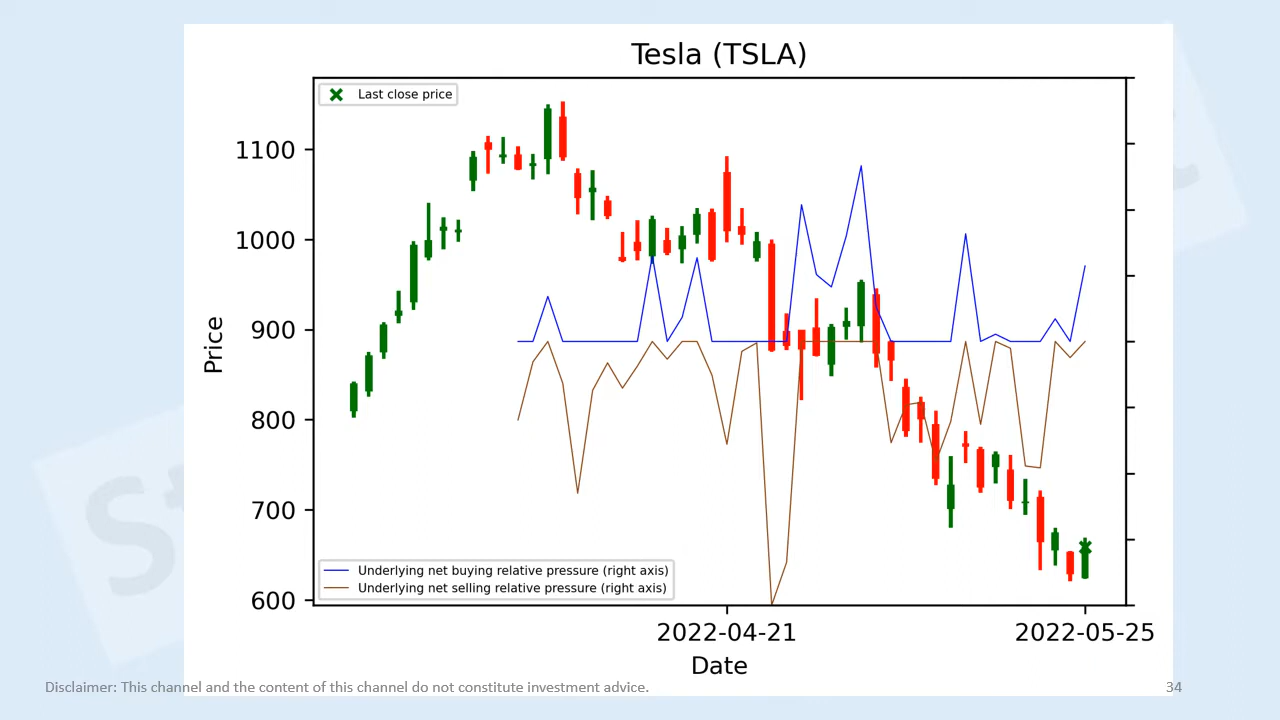 Tesla (TSLA)
Last close price
1100
1000
900
800
700
600
Price
Underlying net buying relative pressure (right axis)
Underlying net selling relative pressure (right axis)
2022-04-21
2022-05-25
Date
Disclaimer: This channel and the content of this channel do not constitute investment advice.
34